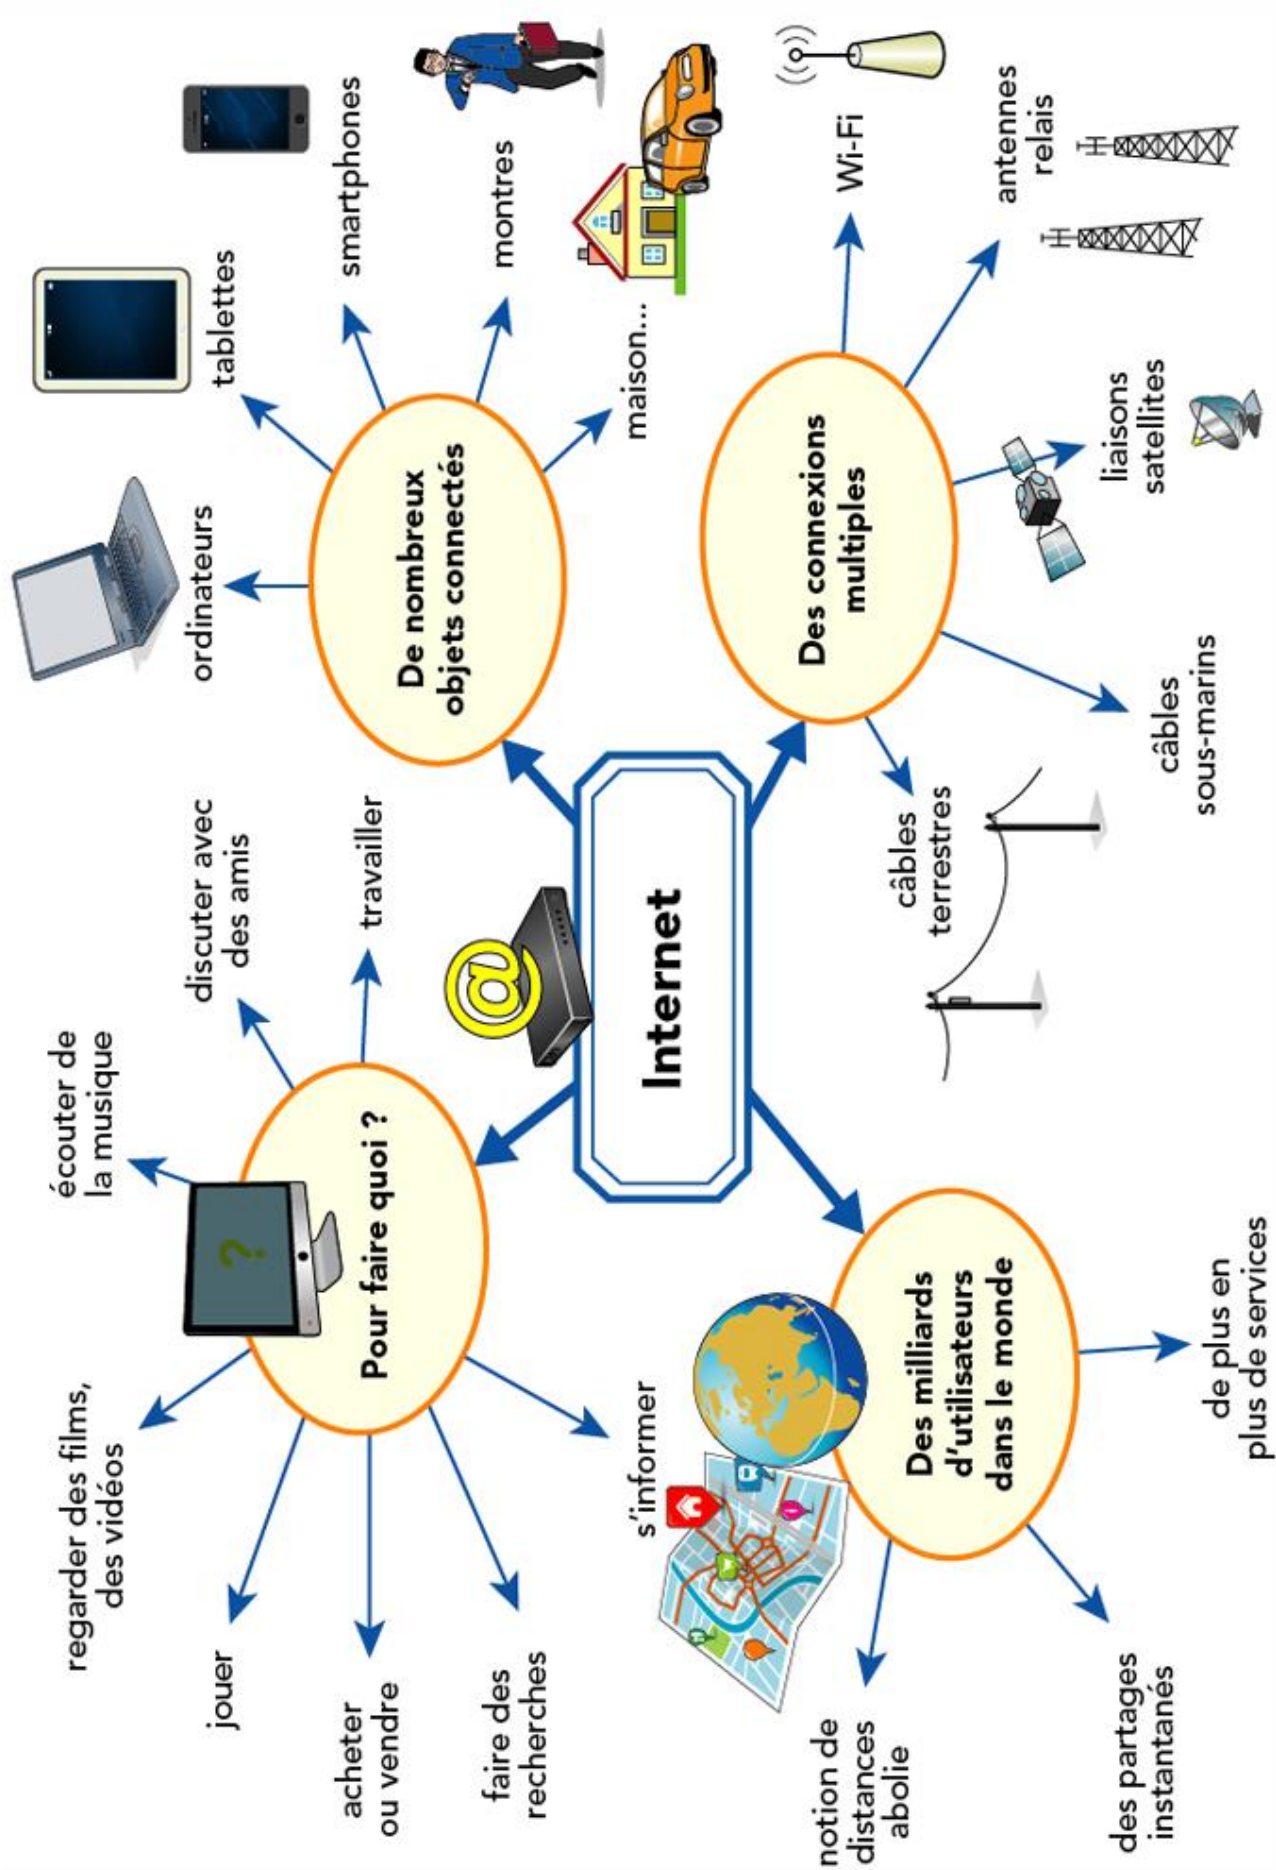 Internet
Pour faire quoi ?
s'informer
faire des
recherches
acheter
ou vendre
jouer
regarder des films,
des vidéos
écouter de
la musique
discuter avec
des amis
travailler
De nombreux
objets connectés
ordinateurs
tablettes
smartphones
montres
maison...
Des milliards
d'utilisateurs
dans le monde
notion de
distances
abolie
des partages
instantanés
de plus en
plus de services
Des connexions
multiples
câbles
terrestres
câbles
sous-marins
liaisons
satellites
antennes
relais
Wi-Fi
@
?